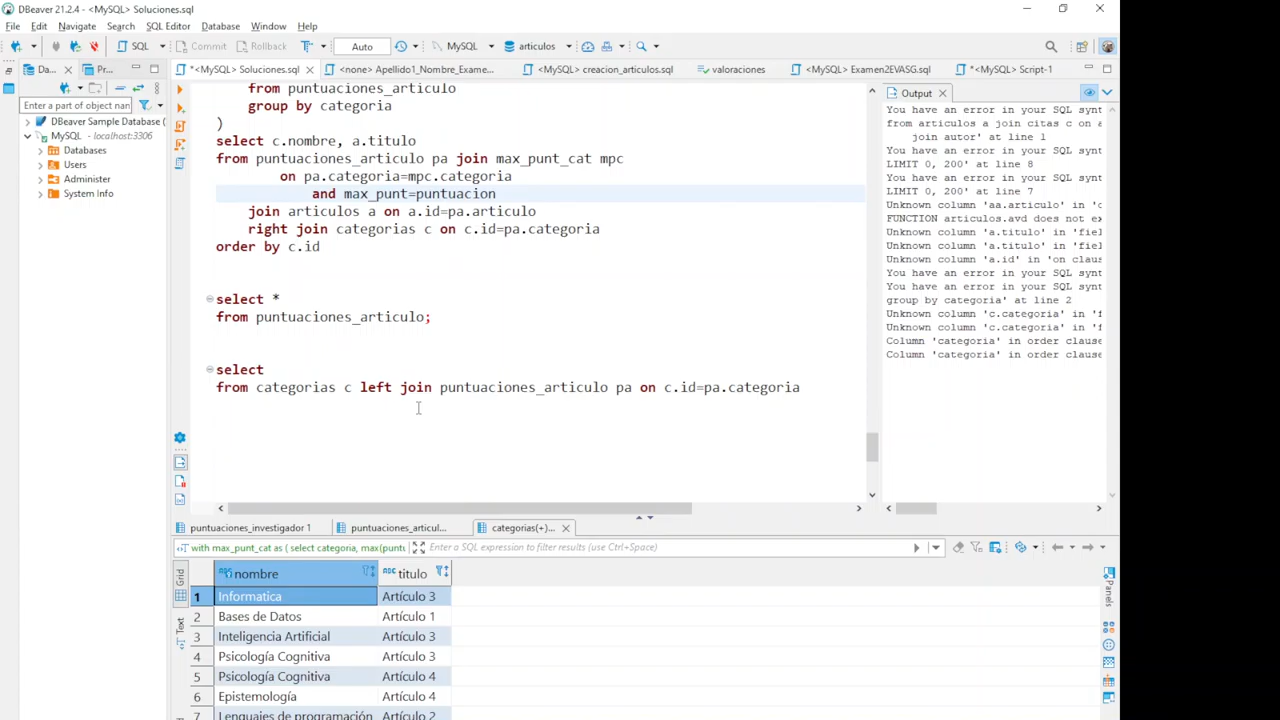 DBeaver 21.2.4 - <MySQL> Soluciones.sql
File Edit Navigate Search SQL Editor Database Window Help
SQL Commit Rollback Auto MySQL articulos
Da... Pr... *<MySQL> Soluciones.sql <none> Apellido1_Nombre_Exame... <MySQL> creacion_articulos.sql valoraciones <MySQL> Examen2EVASG.sql *<MySQL> Script-1
Enter a part of object nan
DBeaver Sample Database (
MySQL - localhost:3306
Databases
Users
Administer
System Info
from puntuaciones_articulo
group by categoria
)
select c.nombre, a.titulo
from puntuaciones_articulo pa join max_punt_cat mpc
on pa.categoria=mpc.categoria
and max_punt=puntuacion
join articulos a on a.id=pa.articulo
right join categorias c on c.id=pa.categoria
order by c.id
select *
from puntuaciones_articulo;
select
from categorias c left join puntuaciones_articulo pa on c.id=pa.categoria
Output
You have an error in your SQL synt
from articulos a join citas c on a
join autor' at line 1
You have an error in your SQL synt
LIMIT 0, 200' at line 8
You have an error in your SQL synt
LIMIT 0, 200' at line 7
Unknown column 'aa.articulo' in 'c
FUNCTION articulos.avd does not ex
Unknown column 'a.titulo' in 'fiel
Unknown column 'a.titulo' in 'fiel
Unknown column 'a.id' in 'on claus
You have an error in your SQL synt
You have an error in your SQL synt
group by categoria' at line 2
Unknown column 'c.categoria' in 'f
Unknown column 'c.categoria' in 'f
Column 'categoria' in order clause
Column 'categoria' in order clause
puntuaciones_investigador 1 puntuaciones_articul... categorias(+)...
with max_punt_cat as ( select categoria, max(punt Enter a SQL expression to filter results (use Ctrl+Space)
Grid
Text
Panels
nombre titulo
1 Informatica Artículo 3
2 Bases de Datos Artículo 1
3 Inteligencia Artificial Artículo 3
4 Psicología Cognitiva Artículo 3
5 Psicología Cognitiva Artículo 4
6 Epistemología Artículo 4
7 Lenguajes de programación Artículo 2